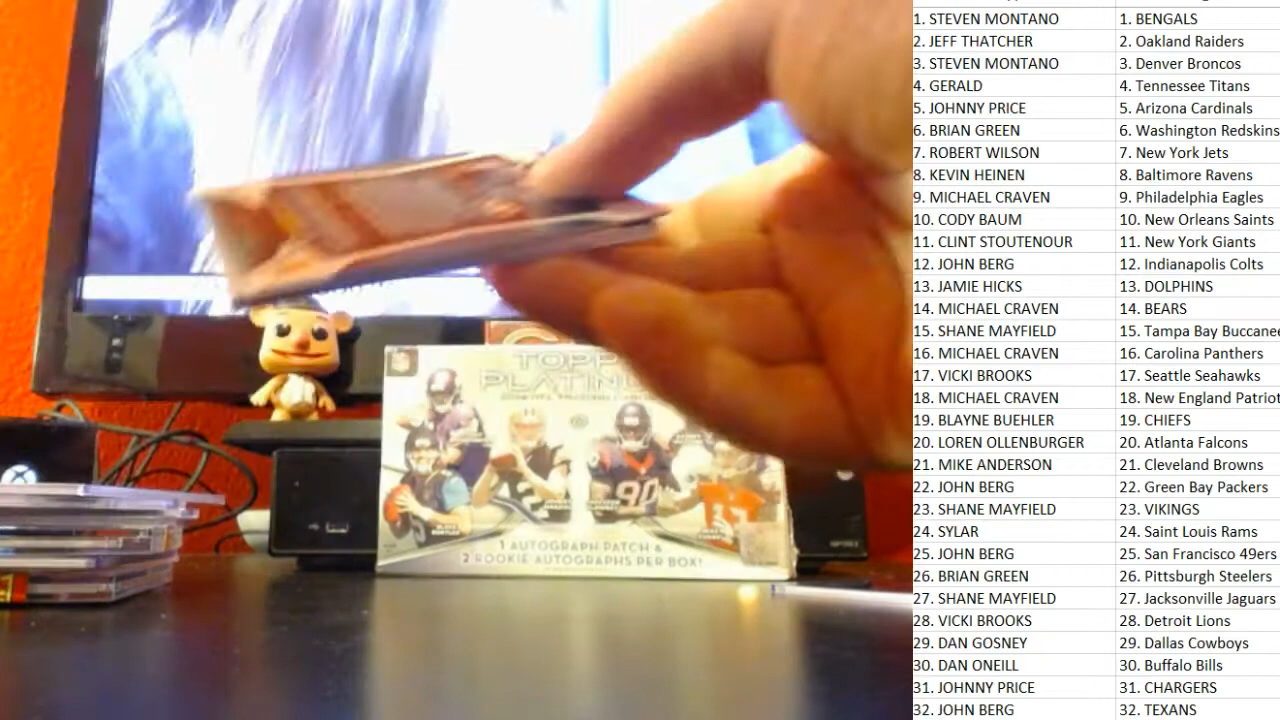 1. STEVEN MONTANO 1. BENGALS
2. JEFF THATCHER 2. Oakland Raiders
3. STEVEN MONTANO 3. Denver Broncos
4. GERALD 4. Tennessee Titans
5. JOHNNY PRICE 5. Arizona Cardinals
6. BRIAN GREEN 6. Washington Redskins
7. ROBERT WILSON 7. New York Jets
8. KEVIN HEINEN 8. Baltimore Ravens
9. MICHAEL CRAVEN 9. Philadelphia Eagles
10. CODY BAUM 10. New Orleans Saints
11. CLINT STOUTENOUR 11. New York Giants
12. JOHN BERG 12. Indianapolis Colts
13. JAMIE HICKS 13. DOLPHINS
14. MICHAEL CRAVEN 14. BEARS
15. SHANE MAYFIELD 15. Tampa Bay Buccanee
16. MICHAEL CRAVEN 16. Carolina Panthers
17. VICKI BROOKS 17. Seattle Seahawks
18. MICHAEL CRAVEN 18. New England Patriot
19. BLAYNE BUEHLER 19. CHIEFS
20. LOREN OLLENBURGER 20. Atlanta Falcons
21. MIKE ANDERSON 21. Cleveland Browns
22. JOHN BERG 22. Green Bay Packers
23. SHANE MAYFIELD 23. VIKINGS
24. SYLAR 24. Saint Louis Rams
25. JOHN BERG 25. San Francisco 49ers
26. BRIAN GREEN 26. Pittsburgh Steelers
27. SHANE MAYFIELD 27. Jacksonville Jaguars
28. VICKI BROOKS 28. Detroit Lions
29. DAN GOSNEY 29. Dallas Cowboys
30. DAN ONEILL 30. Buffalo Bills
31. JOHNNY PRICE 31. CHARGERS
32. JOHN BERG 32. TEXANS
TOPP
PLATINU
1 AUTOGRAPH PATCH &
2 ROOKIE AUTOGRAPHS PER BOX!